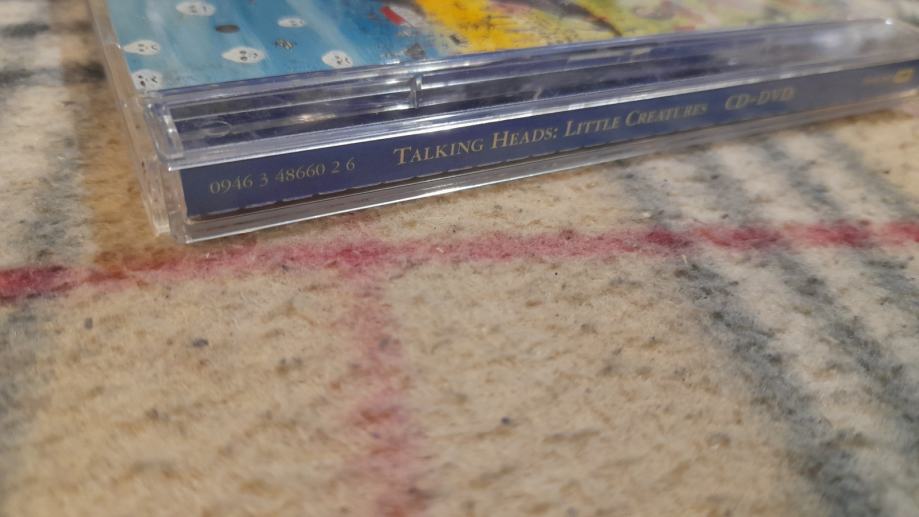 0946 3 48660 2 6 TALKING HEADS: LITTLE CREATURES CD-DVD